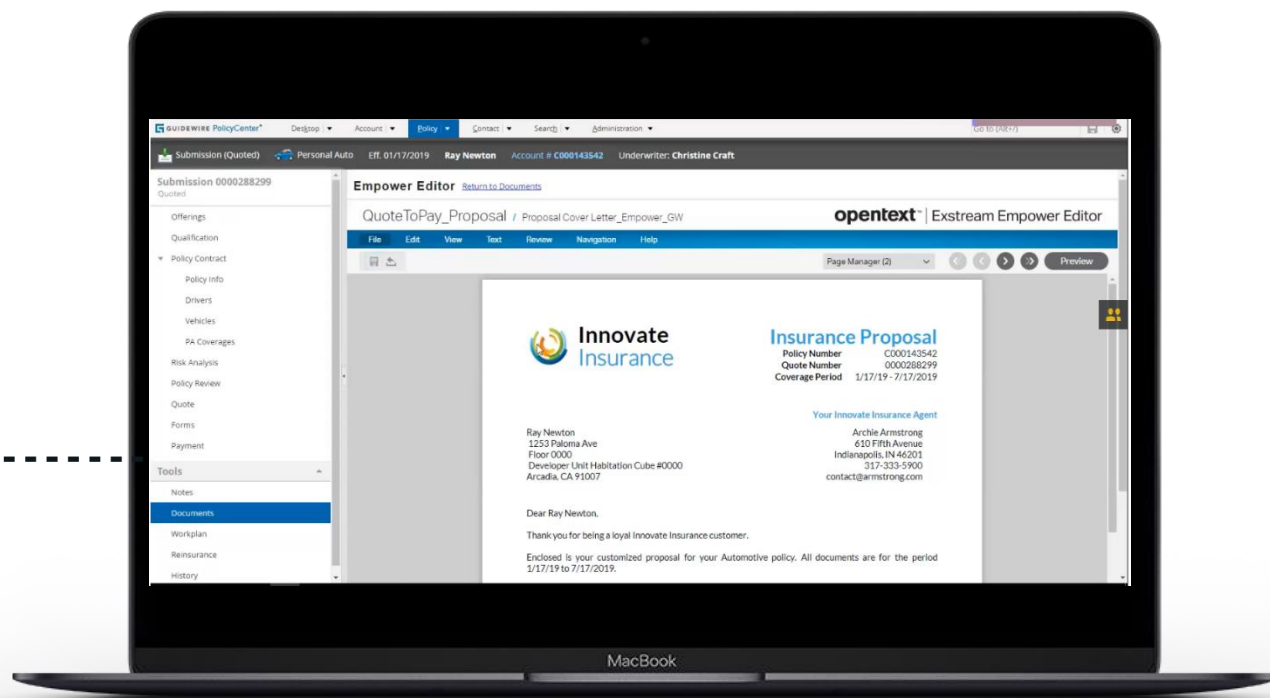 GUIDEWIRE PolicyCenter® Desktop Account Policy Contact Search Administration Go to (Alt+/)
Submission (Quoted) Personal Auto Eff. 01/17/2019 Ray Newton Account # C000143542 Underwriter: Christine Craft
Submission 0000288299
Quoted
Offerings
Qualification
Policy Contract
Policy Info
Drivers
Vehicles
PA Coverages
Risk Analysis
Policy Review
Quote
Forms
Payment
Tools
Notes
Documents
Workplan
Reinsurance
History
Empower Editor Return to Documents
QuoteToPay_Proposal / Proposal Cover Letter_Empower_GW opentext™ | Exstream Empower Editor
File Edit View Text Review Navigation Help
Page Manager (2) Preview
Innovate
Insurance
Insurance Proposal
Policy Number C000143542
Quote Number 0000288299
Coverage Period 1/17/19 - 7/17/2019
Your Innovate Insurance Agent
Archie Armstrong
610 Fifth Avenue
Indianapolis, IN 46201
317-333-5900
contact@armstrong.com
Ray Newton
1253 Paloma Ave
Floor 0000
Developer Unit Habitation Cube #0000
Arcadia, CA 91007
Dear Ray Newton,
Thank you for being a loyal Innovate Insurance customer.
Enclosed is your customized proposal for your Automotive policy. All documents are for the period
1/17/19 to 7/17/2019.
MacBook